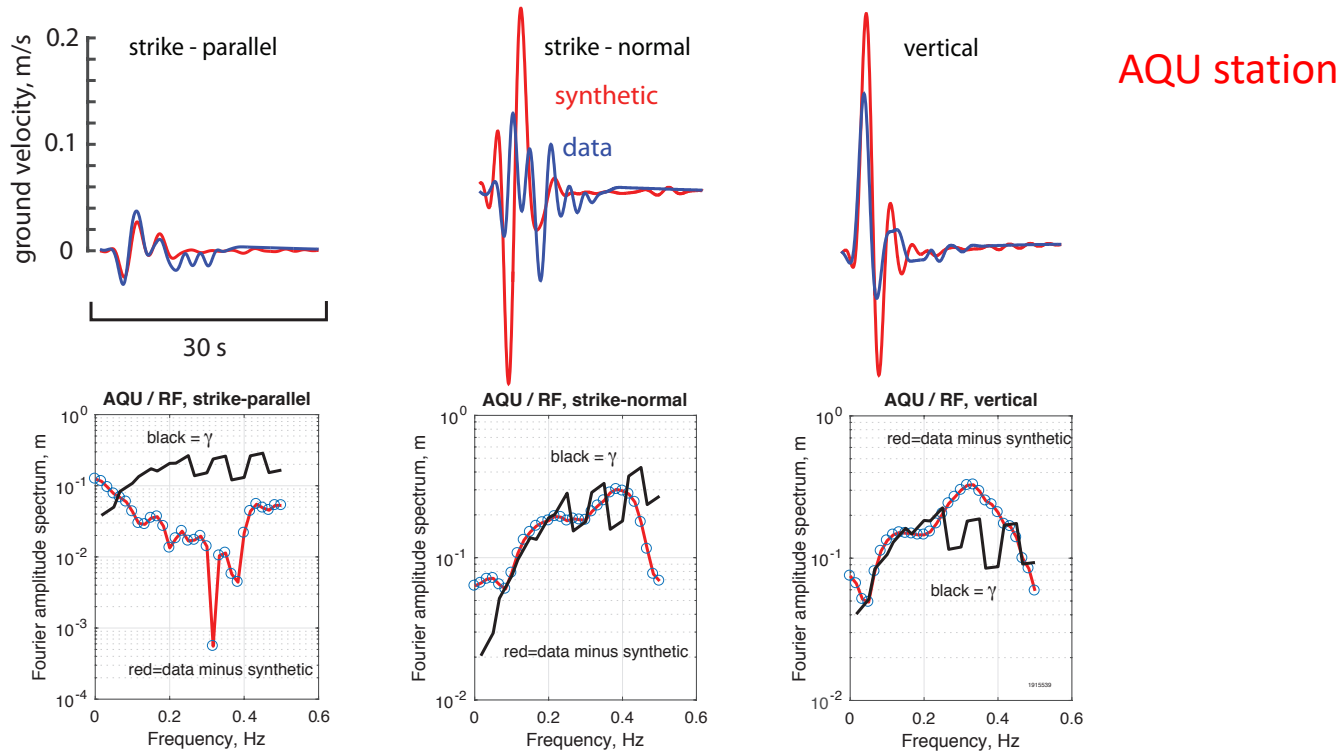 strike - parallel
strike - normal
vertical
AQU station
synthetic
data
ground velocity, m/s
0.2
0.1
0
30 s
AQU / RF, strike-parallel
black = γ
red=data minus synthetic
Fourier amplitude spectrum, m
10^0
10^-1
10^-2
10^-3
10^-4
0 0.2 0.4 0.6
Frequency, Hz
AQU / RF, strike-normal
black = γ
red=data minus synthetic
Fourier amplitude spectrum, m
10^0
10^-1
10^-2
0 0.2 0.4 0.6
Frequency, Hz
AQU / RF, vertical
red=data minus synthetic
black = γ
1915539
Fourier amplitude spectrum, m
10^0
10^-1
10^-2
0 0.2 0.4 0.6
Frequency, Hz